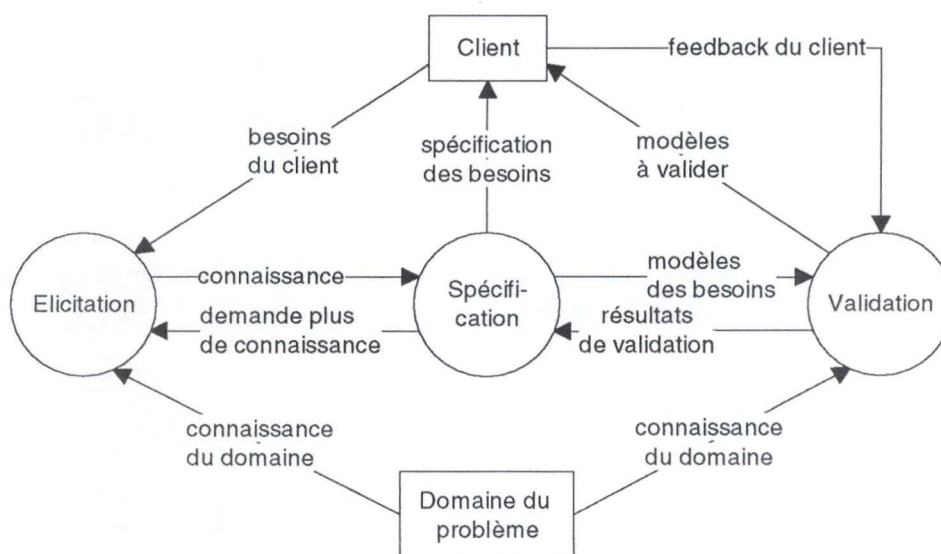 Client
feedback du client
besoins
du client
spécification
des besoins
modèles
à valider
Elicitation
connaissance
demande plus
de connaissance
Spécifi-
cation
modèles
des besoins
résultats
de validation
Validation
connaissance
du domaine
connaissance
du domaine
Domaine du
problème